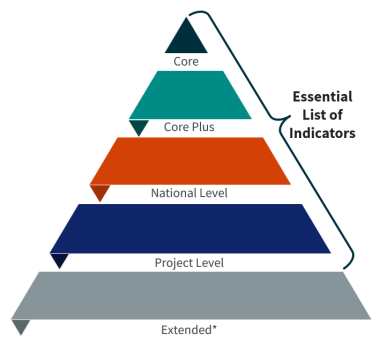 Core
Essential
List of
Indicators
Core Plus
National Level
Project Level
Extended*